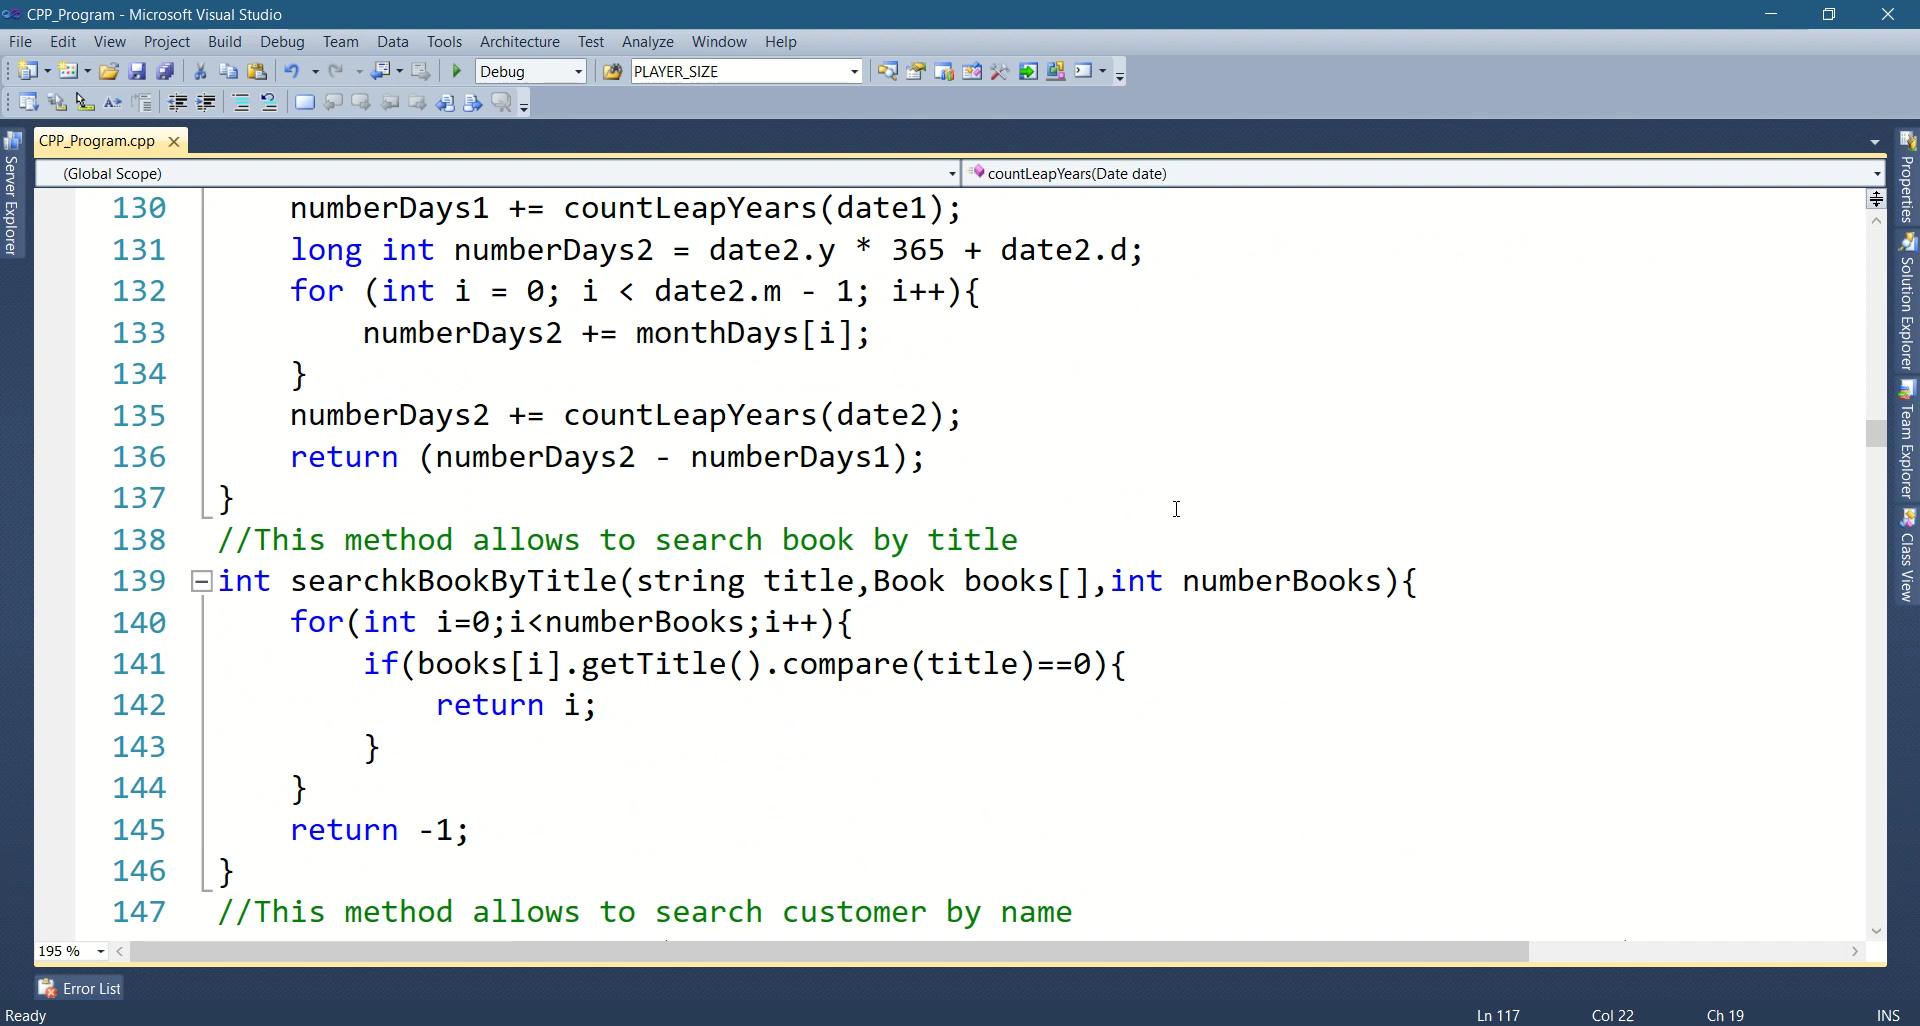 CPP_Program - Microsoft Visual Studio
File Edit View Project Build Debug Team Data Tools Architecture Test Analyze Window Help
Debug PLAYER_SIZE
CPP_Program.cpp
(Global Scope) countLeapYears(Date date)
130 numberDays1 += countLeapYears(date1);
131 long int numberDays2 = date2.y * 365 + date2.d;
132 for (int i = 0; i < date2.m - 1; i++){
133 numberDays2 += monthDays[i];
134 }
135 numberDays2 += countLeapYears(date2);
136 return (numberDays2 - numberDays1);
137 }
138 //This method allows to search book by title
139 int searchkBookByTitle(string title,Book books[],int numberBooks){
140 for(int i=0;i<numberBooks;i++){
141 if(books[i].getTitle().compare(title)==0){
142 return i;
143 }
144 }
145 return -1;
146 }
147 //This method allows to search customer by name
195 %
Server Explorer
Properties
Solution Explorer
Team Explorer
Class View
Error List
Ready Ln 117 Col 22 Ch 19 INS